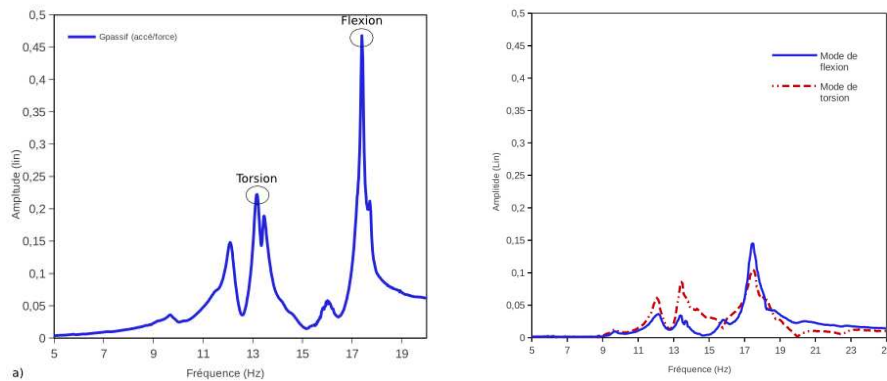 Flexion
0,5
Gpassif (accé/force)
0,45
0,4
0,35
0,3
0,25
Torsion
0,2
0,15
0,1
0,05
0
5 7 9 11 13 15 17 19
Amplitude (lin)
Fréquence (Hz)
a)
0,5
0,45
Mode de
flexion
0,4
Mode de
torsion
0,35
0,3
0,25
0,2
0,15
0,1
0,05
0
5 7 9 11 13 15 17 19 21 23 25
Amplitide (Lin)
Fréquence (Hz)